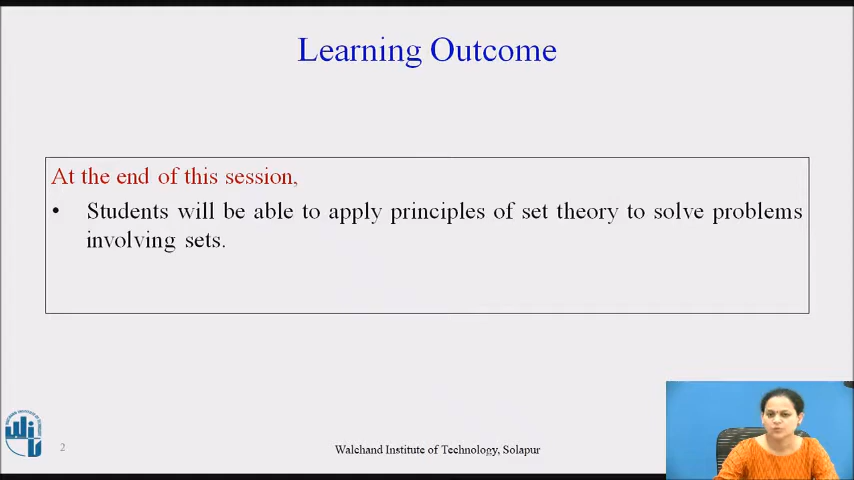 Learning Outcome
At the end of this session,
• Students will be able to apply principles of set theory to solve problems
involving sets.
2
Walchand Institute of Technology, Solapur